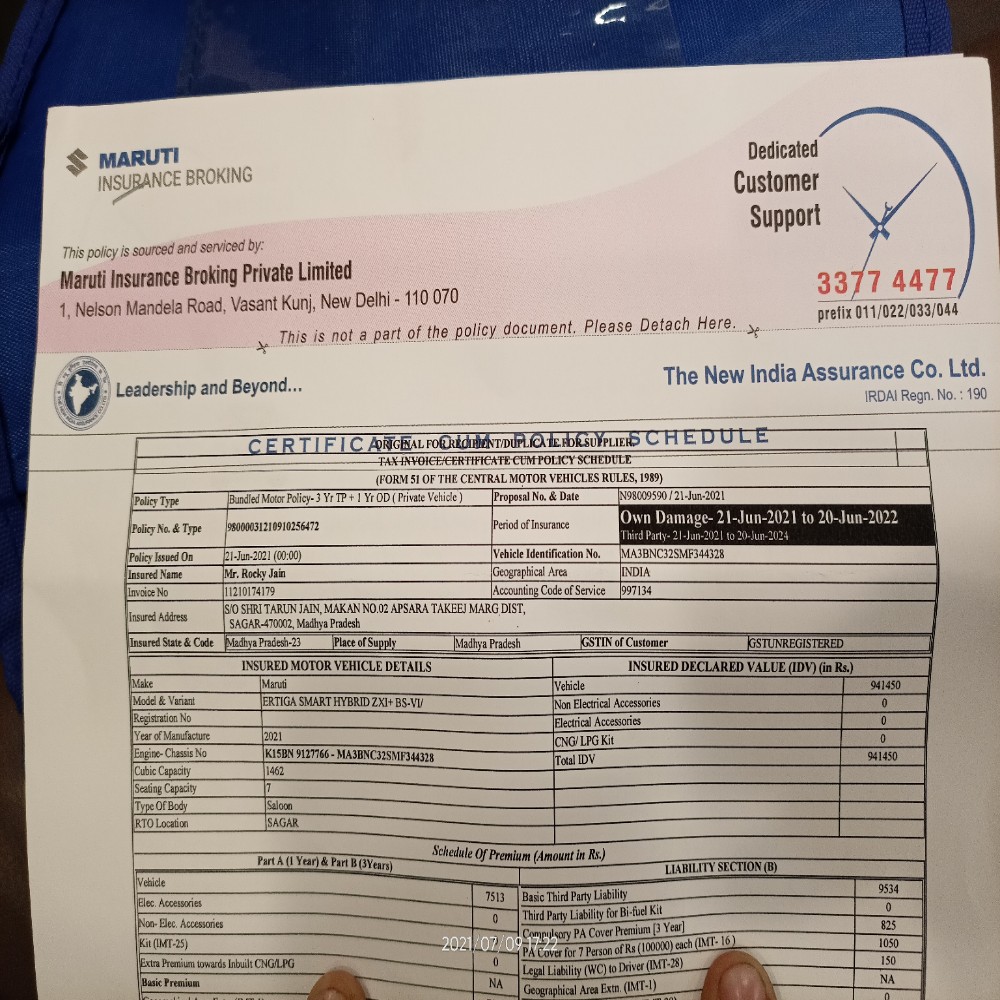 MARUTI
INSURANCE BROKING
Dedicated
Customer
Support
3377 4477
prefix 011/022/033/044
This policy is sourced and serviced by:
Maruti Insurance Broking Private Limited
1, Nelson Mandela Road, Vasant Kunj, New Delhi - 110 070
This is not a part of the policy document. Please Detach Here.
Leadership and Beyond...
The New India Assurance Co. Ltd.
IRDAI Regn. No. : 190
CERTIFICATE CUM POLICY SCHEDULE
ORIGINAL FOR RECIPIENT/DUPLICATE FOR SUPPLIER
TAX INVOICE/CERTIFICATE CUM POLICY SCHEDULE
(FORM 51 OF THE CENTRAL MOTOR VEHICLES RULES, 1989)
Policy Type Bundled Motor Policy- 3 Yr TP + 1 Yr OD ( Private Vehicle ) Proposal No. & Date N98009590 / 21-Jun-2021
Policy No. & Type 98000031210910256472 Period of Insurance Own Damage- 21-Jun-2021 to 20-Jun-2022
Third Party- 21-Jun-2021 to 20-Jun-2024
Policy Issued On 21-Jun-2021 (00:00) Vehicle Identification No. MA3BNC32SMF344328
Insured Name Mr. Rocky Jain Geographical Area INDIA
Invoice No 11210174179 Accounting Code of Service 997134
Insured Address S/O SHRI TARUN JAIN, MAKAN NO.02 APSARA TAKEEJ MARG DIST,
SAGAR-470002, Madhya Pradesh
Insured State & Code Madhya Pradesh-23 Place of Supply Madhya Pradesh GSTIN of Customer GSTUNREGISTERED
INSURED MOTOR VEHICLE DETAILS INSURED DECLARED VALUE (IDV) (in Rs.)
Make Maruti Vehicle 941450
Model & Variant ERTIGA SMART HYBRID ZXI+ BS-VI/ Non Electrical Accessories 0
Registration No Electrical Accessories 0
Year of Manufacture 2021 CNG/ LPG Kit 0
Engine- Chassis No K15BN 9127766 - MA3BNC32SMF344328 Total IDV 941450
Cubic Capacity 1462
Seating Capacity 7
Type Of Body Saloon
RTO Location SAGAR
Schedule Of Premium (Amount in Rs.)
Part A (1 Year) & Part B (3Years) LIABILITY SECTION (B)
Vehicle 7513 Basic Third Party Liability 9534
Elec. Accessories 0 Third Party Liability for Bi-fuel Kit 0
Non- Elec. Accessories Compulsory PA Cover Premium [3 Year] 825
Kit (IMT-25) 0 PA Cover for 7 Person of Rs (100000) each (IMT- 16) 1050
Extra Premium towards Inbuilt CNG/LPG NA Legal Liability (WC) to Driver (IMT-28) 150
Basic Premium Geographical Area Extn. (IMT-1) NA
0
2021/07/09 17:22